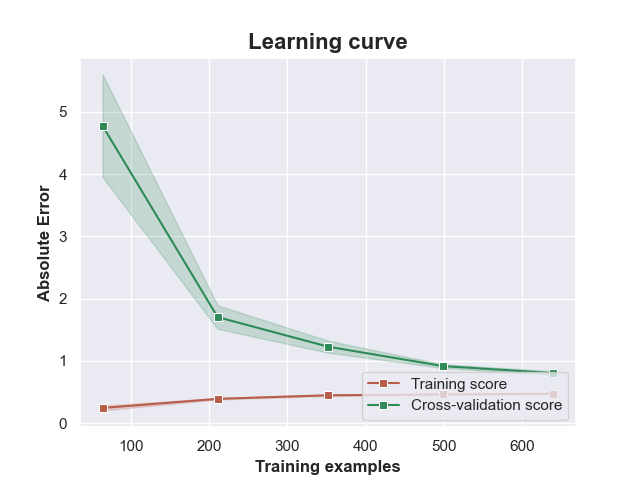 Learning curve
Absolute Error
5
4
3
2
1
0
Training score
Cross-validation score
100 200 300 400 500 600
Training examples